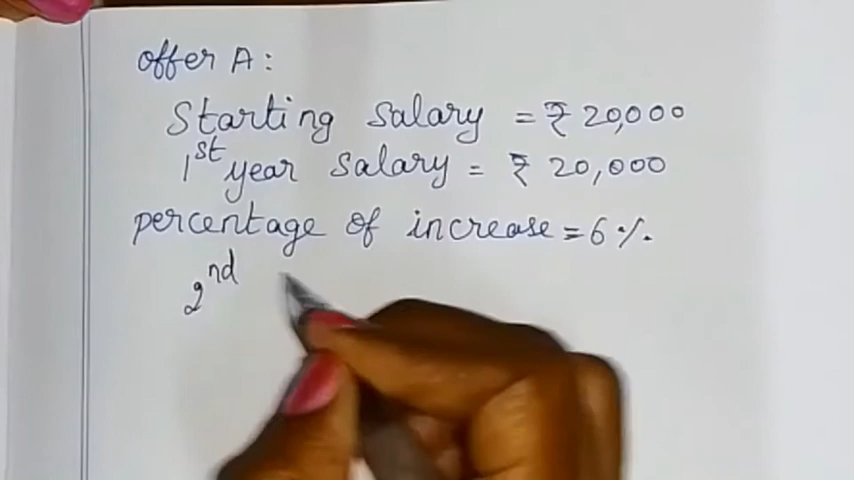 offer A:
Starting salary = ₹ 20,000
1st year salary = ₹ 20,000
percentage of increase = 6 %.
2nd